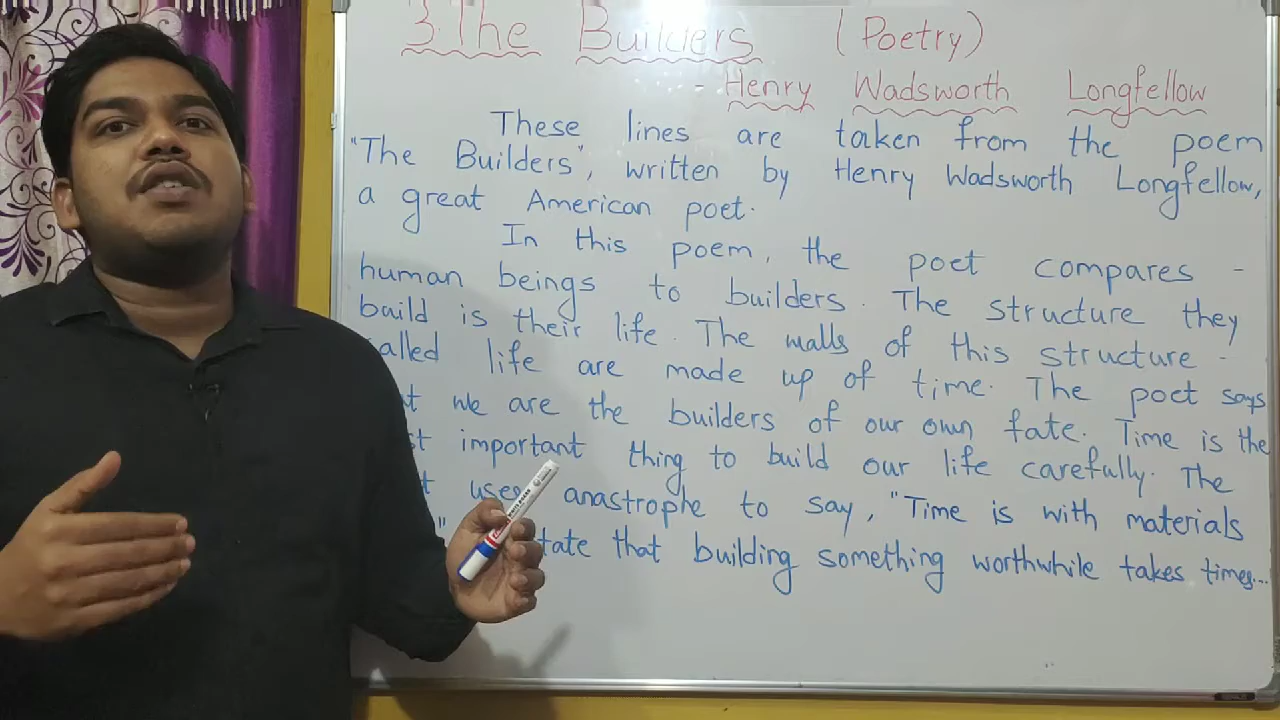 3. The Builders (Poetry)
- Henry Wadsworth Longfellow
These lines are taken from the poem
"The Builders", written by Henry Wadsworth Longfellow,
a great American poet.
In this poem, the poet compares -
human beings to builders. The structure they
build is their life. The walls of this structure -
called life are made up of time. The poet says
we are the builders of our own fate. Time is the
important thing to build our life carefully. The
uses anastrophe to say, "Time is with materials
that building something worthwhile takes times...